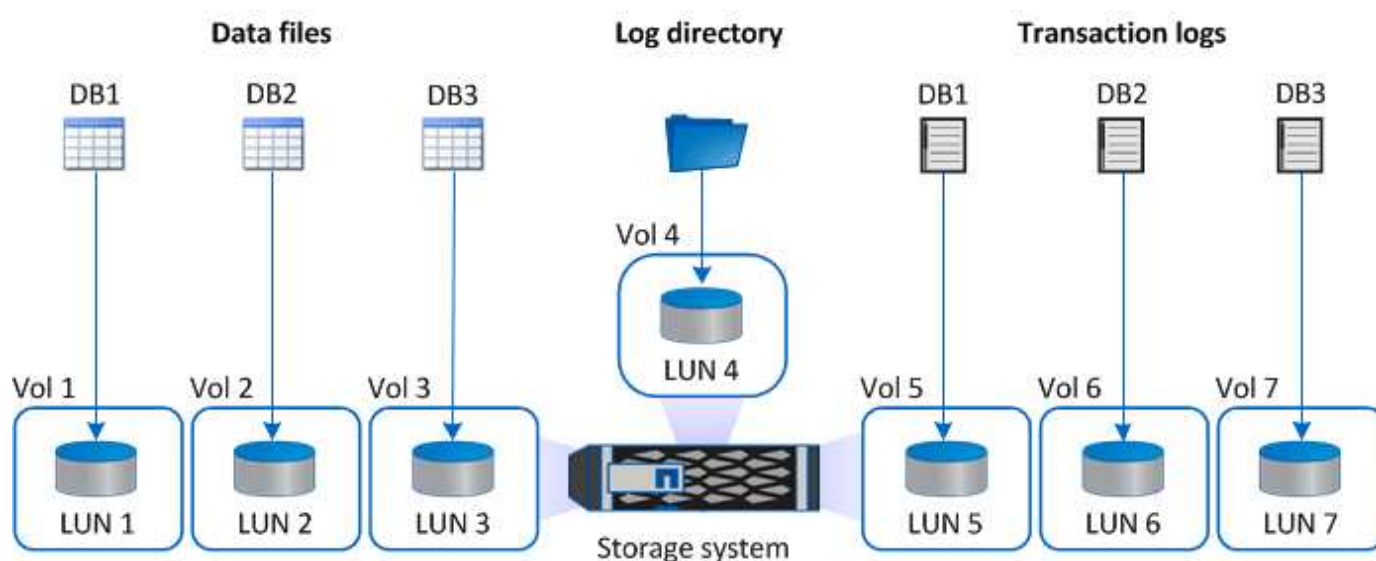 Data files
Log directory
Transaction logs
DB1
DB2
DB3
DB1
DB2
DB3
Vol 4
LUN 4
Vol 1
Vol 2
Vol 3
Vol 5
Vol 6
Vol 7
LUN 1
LUN 2
LUN 3
LUN 5
LUN 6
LUN 7
Storage system